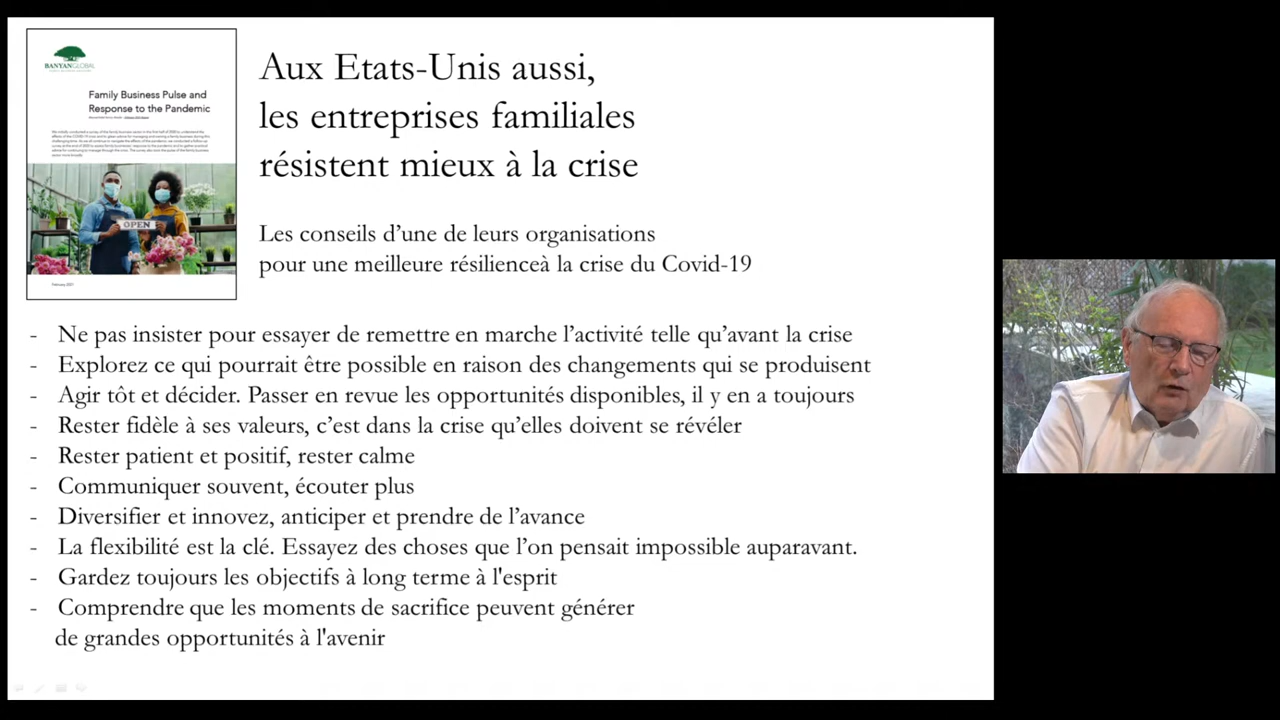 BANYANGLOBAL
Family Business Pulse and
Response to the Pandemic
Aux Etats-Unis aussi,
les entreprises familiales
résistent mieux à la crise
OPEN
February, 2021
Les conseils d’une de leurs organisations
pour une meilleure résilienceà la crise du Covid-19
- Ne pas insister pour essayer de remettre en marche l’activité telle qu’avant la crise
- Explorez ce qui pourrait être possible en raison des changements qui se produisent
- Agir tôt et décider. Passer en revue les opportunités disponibles, il y en a toujours
- Rester fidèle à ses valeurs, c’est dans la crise qu’elles doivent se révéler
- Rester patient et positif, rester calme
- Communiquer souvent, écouter plus
- Diversifier et innovez, anticiper et prendre de l’avance
- La flexibilité est la clé. Essayez des choses que l’on pensait impossible auparavant.
- Gardez toujours les objectifs à long terme à l'esprit
- Comprendre que les moments de sacrifice peuvent générer
de grandes opportunités à l'avenir